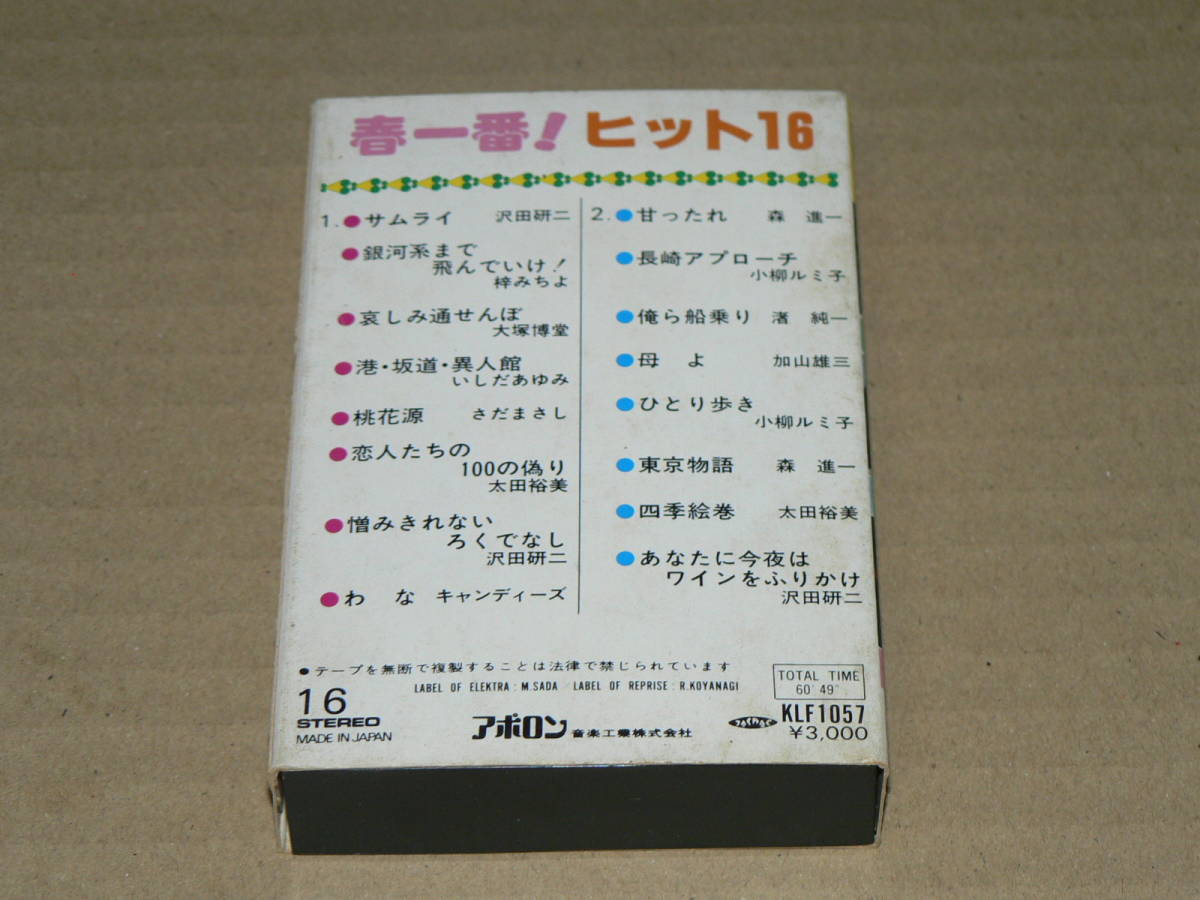 春一番! ヒット16
1. ●サムライ 沢田研二
●銀河系まで
飛んでいけ!
梓みちよ
●哀しみ通せんぼ
大塚博堂
●港・坂道・異人館
いしだあゆみ
●桃花源 さだまさし
●恋人たちの
100の偽り
太田裕美
●憎みきれない
ろくでなし
沢田研二
●わ な キャンディーズ
2. ●甘ったれ 森 進一
●長崎アプローチ
小柳ルミ子
●俺ら船乗り 渚 純一
●母 よ 加山雄三
●ひとり歩き
小柳ルミ子
●東京物語 森 進一
●四季絵巻 太田裕美
●あなたに今夜は
ワインをふりかけ
沢田研二
●テープを無断で複製することは法律で禁じられています
LABEL OF ELEKTRA : M.SADA LABEL OF REPRISE : R.KOYANAGI
TOTAL TIME
60' 49"
16
STEREO
MADE IN JAPAN
アポロン 音楽工業株式会社
KLF1057
¥3,000